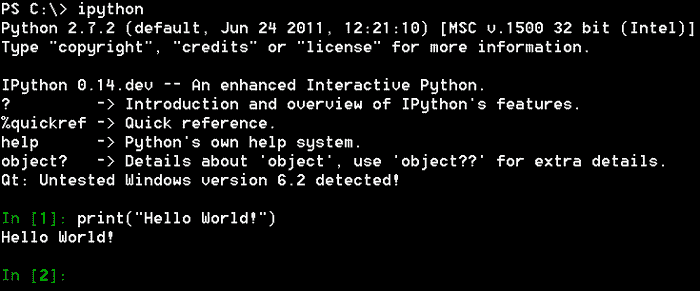 PS C:\> ipython
Python 2.7.2 (default, Jun 24 2011, 12:21:10) [MSC v.1500 32 bit (Intel)]
Type "copyright", "credits" or "license" for more information.
IPython 0.14.dev -- An enhanced Interactive Python.
?         -> Introduction and overview of IPython's features.
%quickref -> Quick reference.
help      -> Python's own help system.
object?   -> Details about 'object', use 'object??' for extra details.
Qt: Untested Windows version 6.2 detected!
In [1]: print("Hello World!")
Hello World!
In [2]: